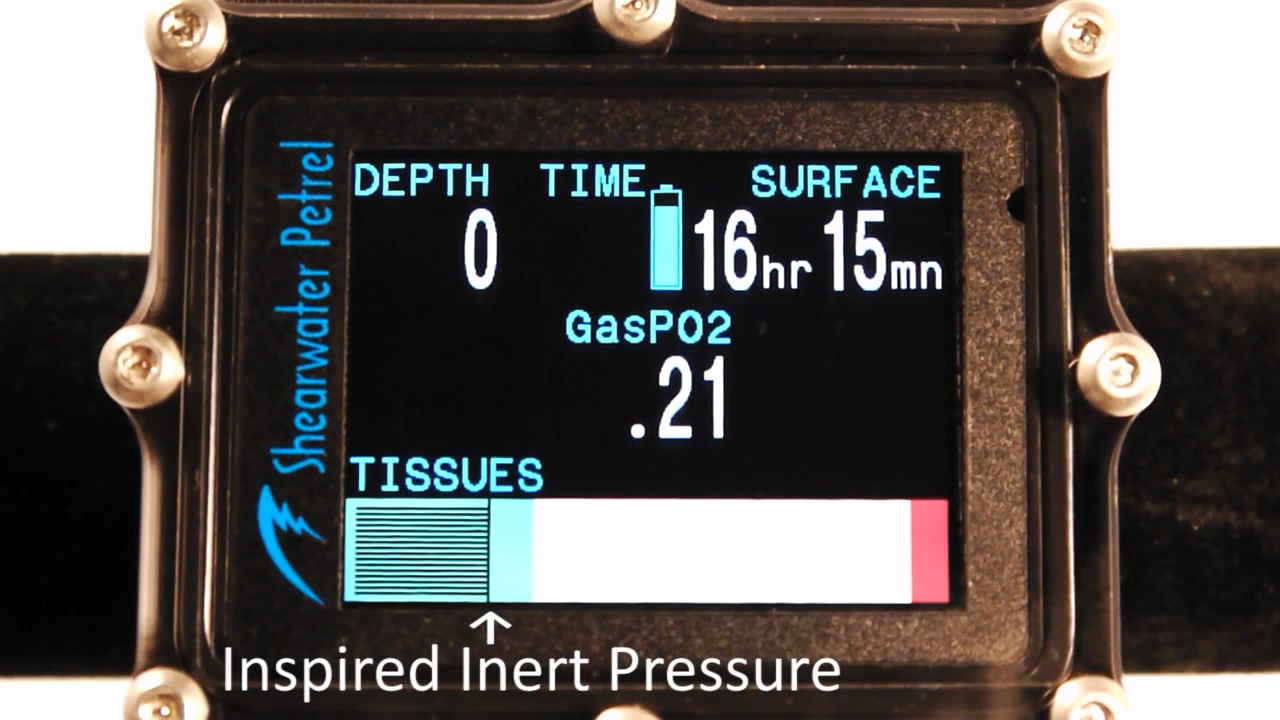 Shearwater Petrel
DEPTH TIME SURFACE
0 16hr 15mn
GasPO2
.21
TISSUES
Inspired Inert Pressure